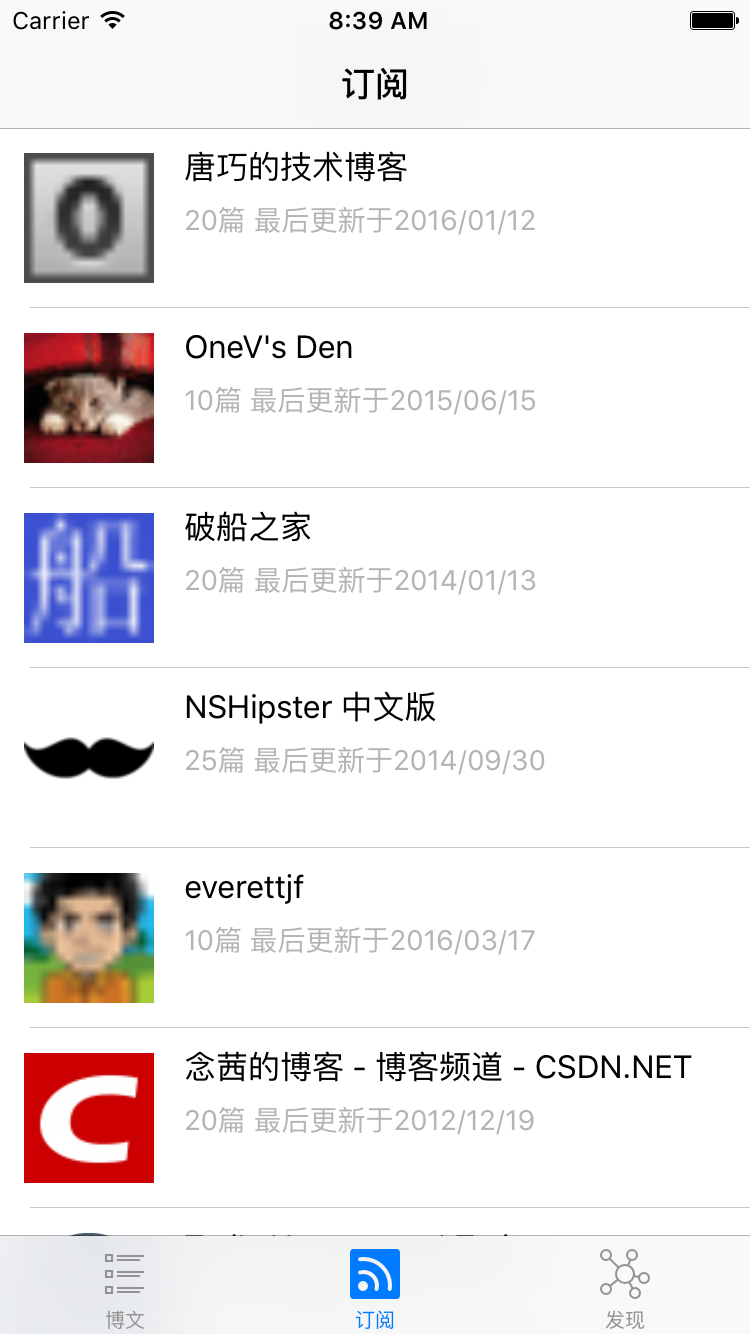 Carrier 8:39 AM
订阅
唐巧的技术博客
20篇 最后更新于2016/01/12
OneV's Den
10篇 最后更新于2015/06/15
船
破船之家
20篇 最后更新于2014/01/13
NSHipster 中文版
25篇 最后更新于2014/09/30
everettjf
10篇 最后更新于2016/03/17
C
念茜的博客 - 博客频道 - CSDN.NET
20篇 最后更新于2012/12/19
博文 订阅 发现